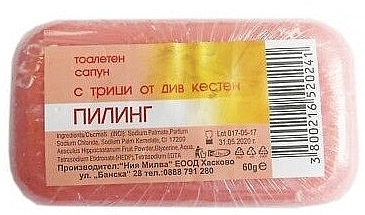 тоалетен
сапун
с трици от див кестен
ПИЛИНГ
Ingredients/Състав: (INCI): Sodium Palmate, Parfum
Sodium Chloride, Sodium Palm Kernelate, CI 17200
Aesculus Hippocastanum Fruit Powder, Glycerine, Aqua,
Tetrasodium Etidronate (HEDP), Tetrasodium EDTA
Lot 017-05-17
31.05.2020 г.
Производител:"Ния Милва" ЕООД Хасково
ул. "Банска" 28 тел.:0888 791 280
60g e
3800216520241